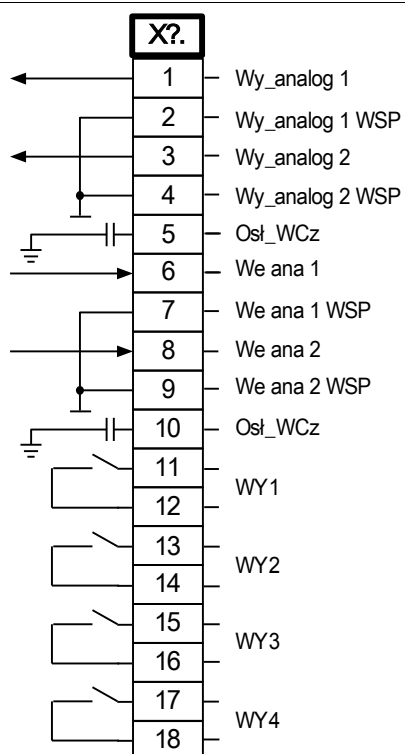 X?.
1 Wy_analog 1
2 Wy_analog 1 WSP
3 Wy_analog 2
4 Wy_analog 2 WSP
5 Osł_WCz
6 We ana 1
7 We ana 1 WSP
8 We ana 2
9 We ana 2 WSP
10 Osł_WCz
11
WY1
12
13
WY2
14
15
WY3
16
17
WY4
18